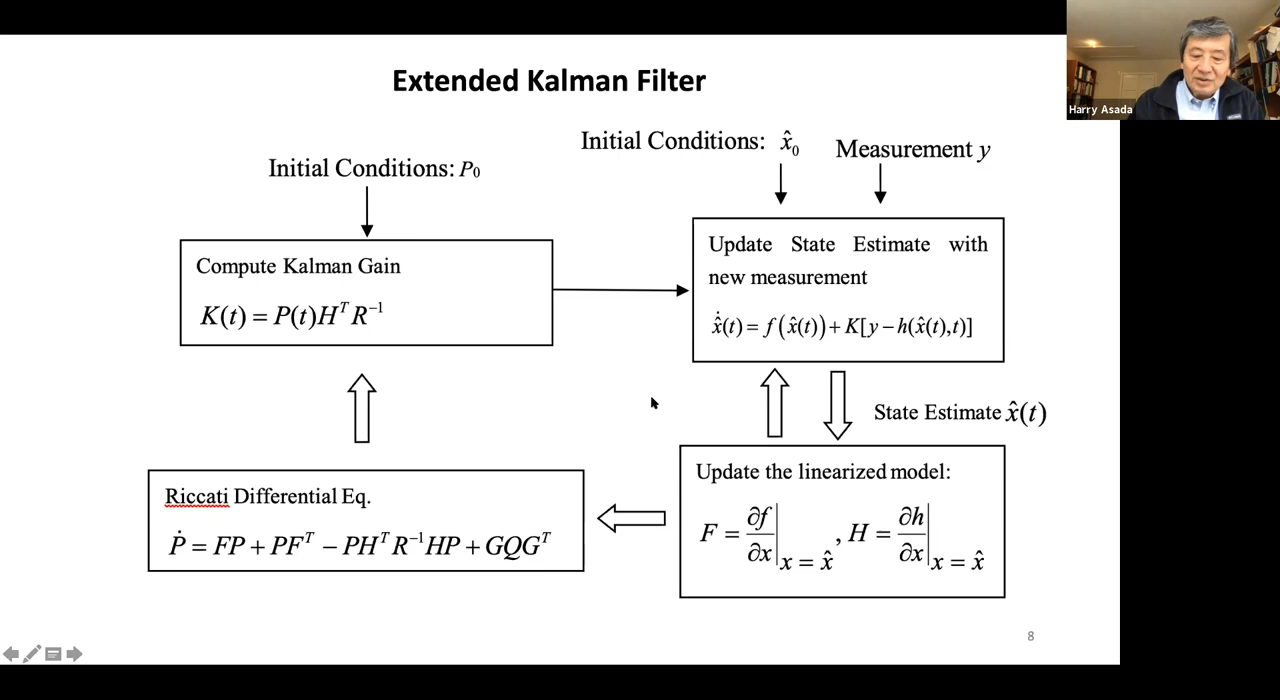 Extended Kalman Filter
Harry Asada
Initial Conditions: x̂₀
Measurement y
Initial Conditions: P₀
Compute Kalman Gain
K(t) = P(t)HᵀR⁻¹
Update State Estimate with
new measurement
x̂̇(t) = f(x̂(t)) + K[y − h(x̂(t),t)]
State Estimate x̂(t)
Riccati Differential Eq.
Ṗ = FP + PFᵀ − PHᵀR⁻¹HP + GQGᵀ
Update the linearized model:
F = ∂f/∂x|x = x̂ , H = ∂h/∂x|x = x̂
8